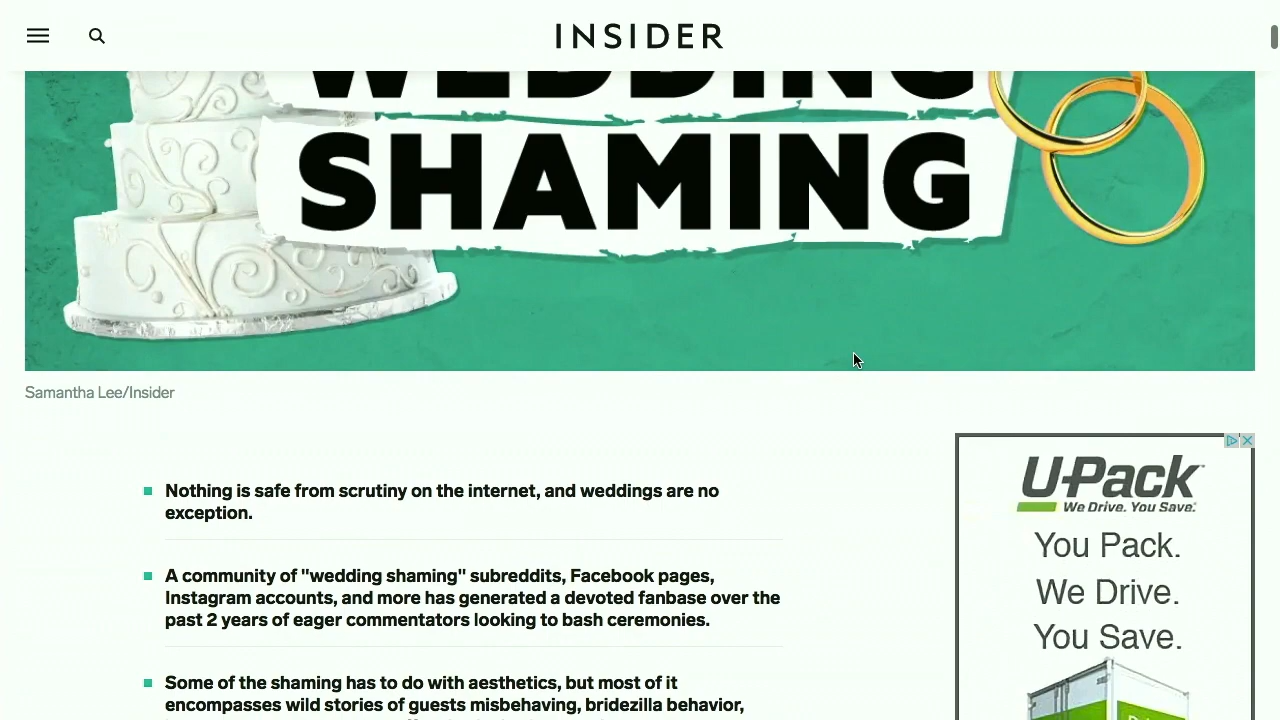 INSIDER
WEDDING
SHAMING
Samantha Lee/Insider
Nothing is safe from scrutiny on the internet, and weddings are no
exception.
A community of "wedding shaming" subreddits, Facebook pages,
Instagram accounts, and more has generated a devoted fanbase over the
past 2 years of eager commentators looking to bash ceremonies.
Some of the shaming has to do with aesthetics, but most of it
encompasses wild stories of guests misbehaving, bridezilla behavior,
U-Pack
We Drive. You Save.
You Pack.
We Drive.
You Save.